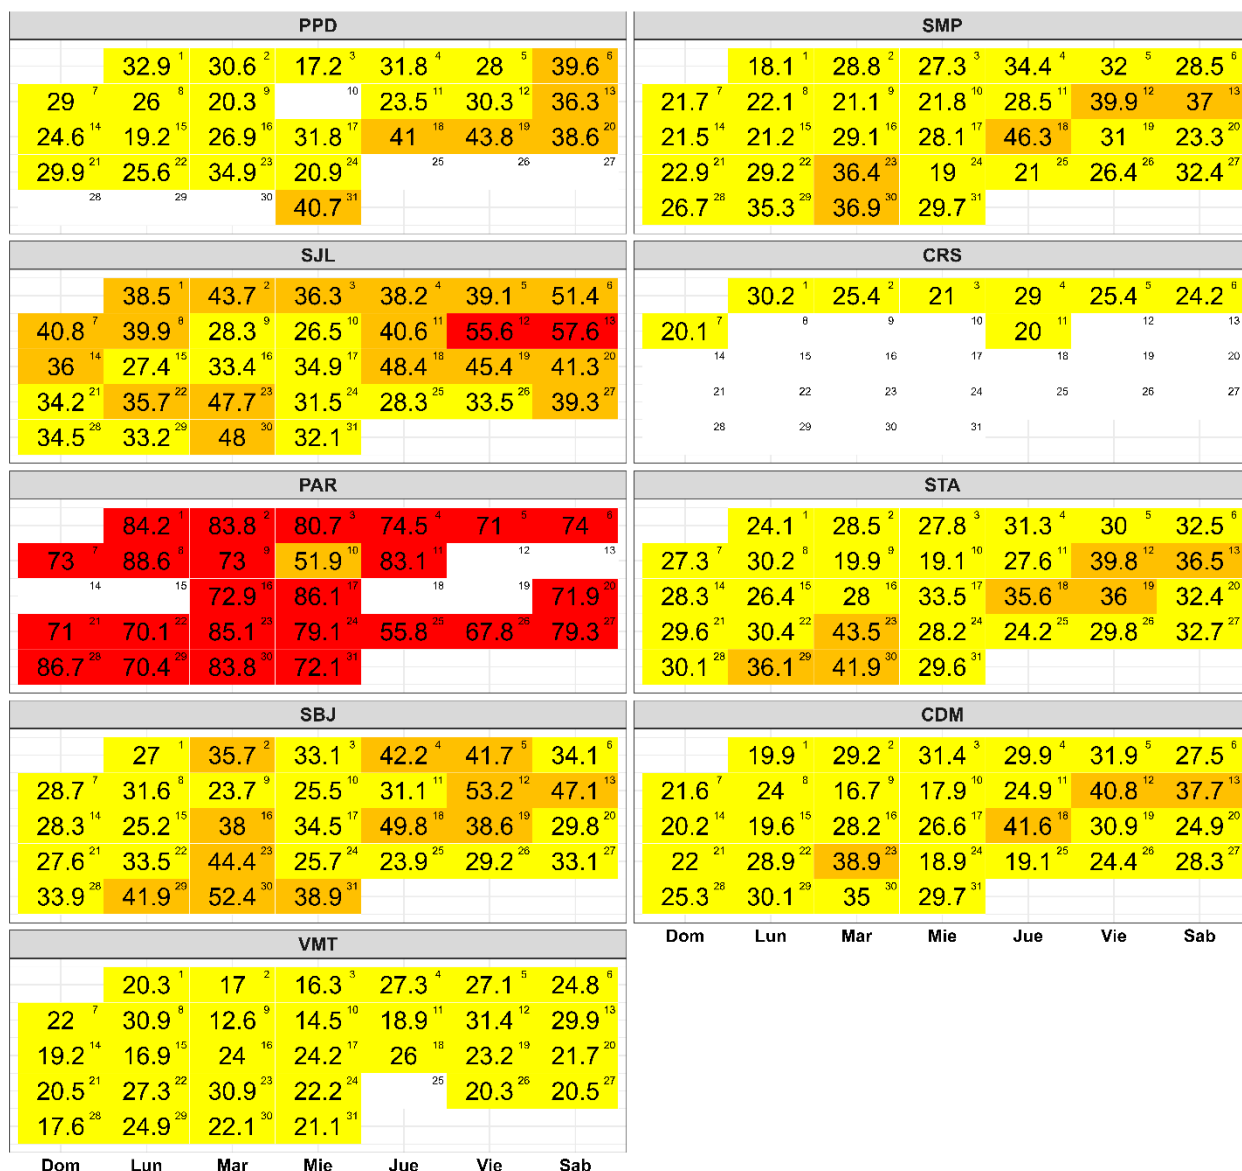 PPD
32.9 1 30.6 2 17.2 3 31.8 4 28 5 39.6 6
29 7 26 8 20.3 9 10 23.5 11 30.3 12 36.3 13
24.6 14 19.2 15 26.9 16 31.8 17 41 18 43.8 19 38.6 20
29.9 21 25.6 22 34.9 23 20.9 24 25 26 27
28 29 30 40.7 31
SMP
18.1 1 28.8 2 27.3 3 34.4 4 32 5 28.5 6
21.7 7 22.1 8 21.1 9 21.8 10 28.5 11 39.9 12 37 13
21.5 14 21.2 15 29.1 16 28.1 17 46.3 18 31 19 23.3 20
22.9 21 29.2 22 36.4 23 19 24 21 25 26.4 26 32.4 27
26.7 28 35.3 29 36.9 30 29.7 31
SJL
38.5 1 43.7 2 36.3 3 38.2 4 39.1 5 51.4 6
40.8 7 39.9 8 28.3 9 26.5 10 40.6 11 55.6 12 57.6 13
36 14 27.4 15 33.4 16 34.9 17 48.4 18 45.4 19 41.3 20
34.2 21 35.7 22 47.7 23 31.5 24 28.3 25 33.5 26 39.3 27
34.5 28 33.2 29 48 30 32.1 31
CRS
30.2 1 25.4 2 21 3 29 4 25.4 5 24.2 6
20.1 7 8 9 10 20 11 12 13
14 15 16 17 18 19 20
21 22 23 24 25 26 27
28 29 30 31
PAR
84.2 1 83.8 2 80.7 3 74.5 4 71 5 74 6
73 7 88.6 8 73 9 51.9 10 83.1 11 12 13
14 15 72.9 16 86.1 17 18 19 71.9 20
71 21 70.1 22 85.1 23 79.1 24 55.8 25 67.8 26 79.3 27
86.7 28 70.4 29 83.8 30 72.1 31
STA
24.1 1 28.5 2 27.8 3 31.3 4 30 5 32.5 6
27.3 7 30.2 8 19.9 9 19.1 10 27.6 11 39.8 12 36.5 13
28.3 14 26.4 15 28 16 33.5 17 35.6 18 36 19 32.4 20
29.6 21 30.4 22 43.5 23 28.2 24 24.2 25 29.8 26 32.7 27
30.1 28 36.1 29 41.9 30 29.6 31
SBJ
27 1 35.7 2 33.1 3 42.2 4 41.7 5 34.1 6
28.7 7 31.6 8 23.7 9 25.5 10 31.1 11 53.2 12 47.1 13
28.3 14 25.2 15 38 16 34.5 17 49.8 18 38.6 19 29.8 20
27.6 21 33.5 22 44.4 23 25.7 24 23.9 25 29.2 26 33.1 27
33.9 28 41.9 29 52.4 30 38.9 31
CDM
19.9 1 29.2 2 31.4 3 29.9 4 31.9 5 27.5 6
21.6 7 24 8 16.7 9 17.9 10 24.9 11 40.8 12 37.7 13
20.2 14 19.6 15 28.2 16 26.6 17 41.6 18 30.9 19 24.9 20
22 21 28.9 22 38.9 23 18.9 24 19.1 25 24.4 26 28.3 27
25.3 28 30.1 29 35 30 29.7 31
Dom Lun Mar Mie Jue Vie Sab
VMT
20.3 1 17 2 16.3 3 27.3 4 27.1 5 24.8 6
22 7 30.9 8 12.6 9 14.5 10 18.9 11 31.4 12 29.9 13
19.2 14 16.9 15 24 16 24.2 17 26 18 23.2 19 21.7 20
20.5 21 27.3 22 30.9 23 22.2 24 25 20.3 26 20.5 27
17.6 28 24.9 29 22.1 30 21.1 31
Dom Lun Mar Mie Jue Vie Sab